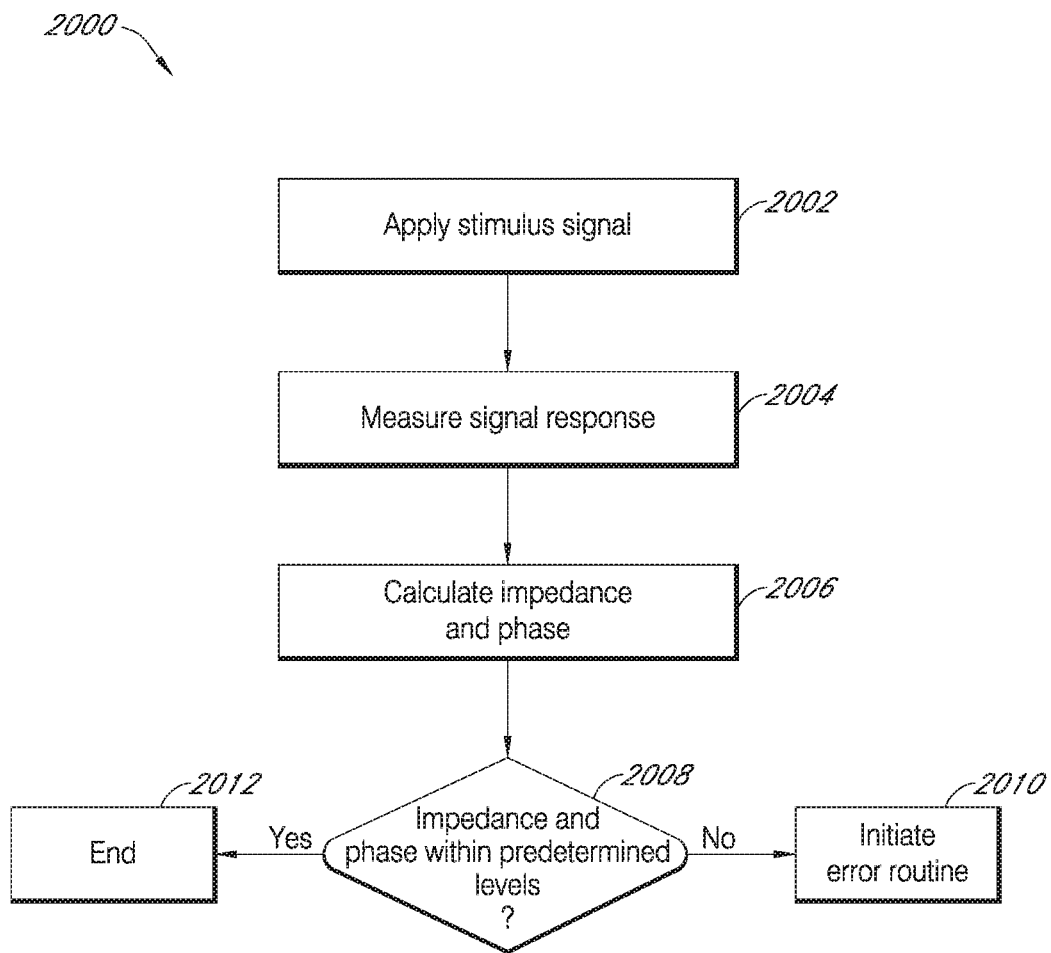 2000
Apply stimulus signal
2002
Measure signal response
2004
Calculate impedance
and phase
2006
2008
Impedance and
phase within predetermined
levels
?
Yes
2012
End
No
2010
Initiate
error routine